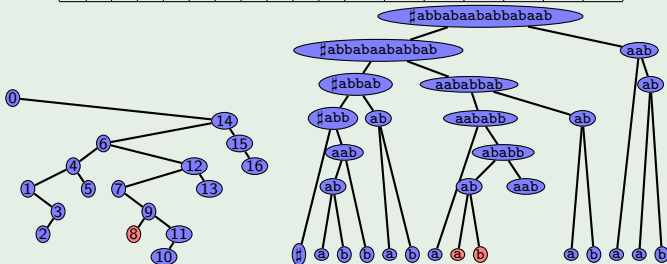 ♯abbabaababbabaab
♯abbabaababbab aab
♯abbab aababbab ab
0
14 ♯abb ab aababb ab
6 15 aab ababb
4 12 16
1 5 7 13 ab ab aab
3 9
2 8 11
10 ♯ a b b a b a a b a b a a b